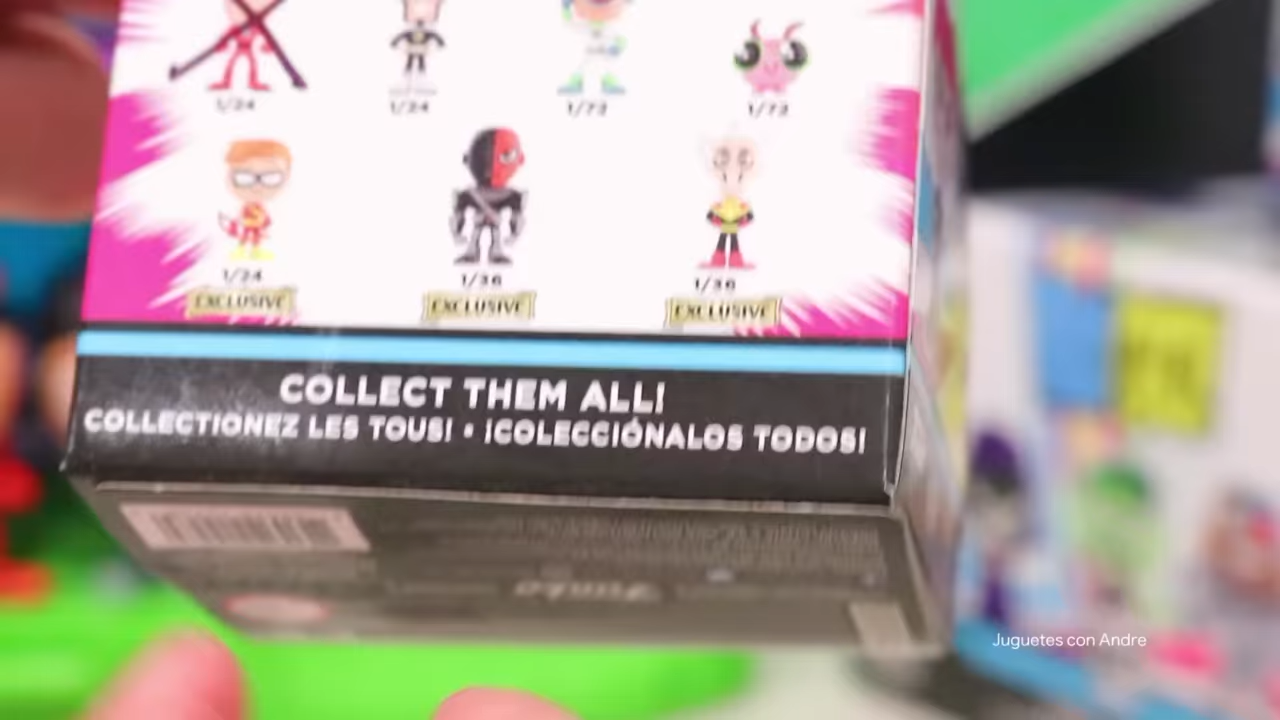 1/24 1/24 1/72 1/72
1/24 1/36 1/36
EXCLUSIVE EXCLUSIVE EXCLUSIVE
COLLECT THEM ALL!
COLLECTIONEZ LES TOUS! • ¡COLECCIÓNALOS TODOS!
Funko
Juguetes con Andre